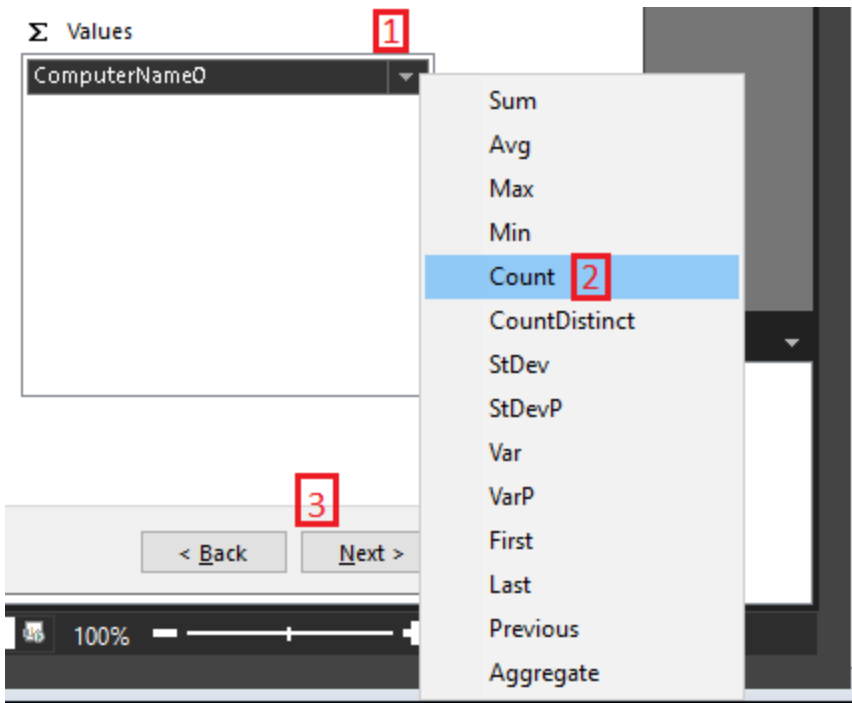 Σ Values 1
ComputerName0
Sum
Avg
Max
Min
Count 2
CountDistinct
StDev
StDevP
Var
VarP
First
Last
Previous
Aggregate
3
< Back Next >
100%